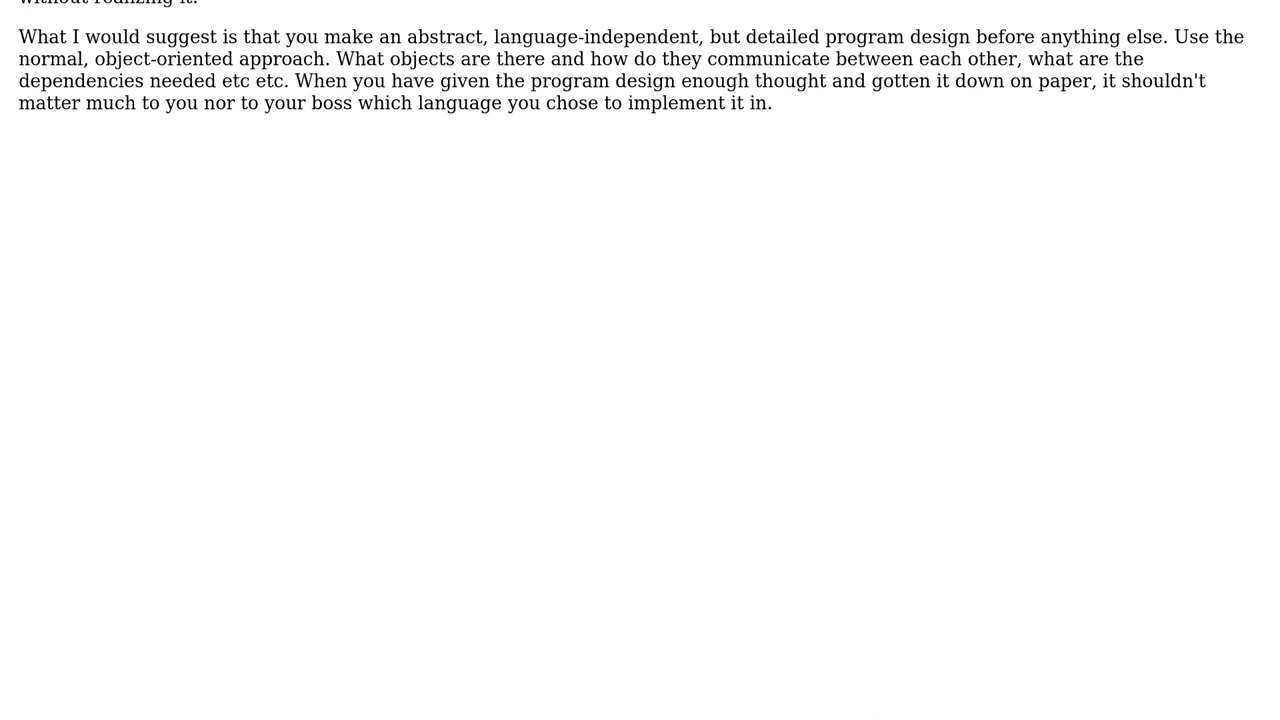 without realizing it.
What I would suggest is that you make an abstract, language-independent, but detailed program design before anything else. Use the
normal, object-oriented approach. What objects are there and how do they communicate between each other, what are the
dependencies needed etc etc. When you have given the program design enough thought and gotten it down on paper, it shouldn't
matter much to you nor to your boss which language you chose to implement it in.